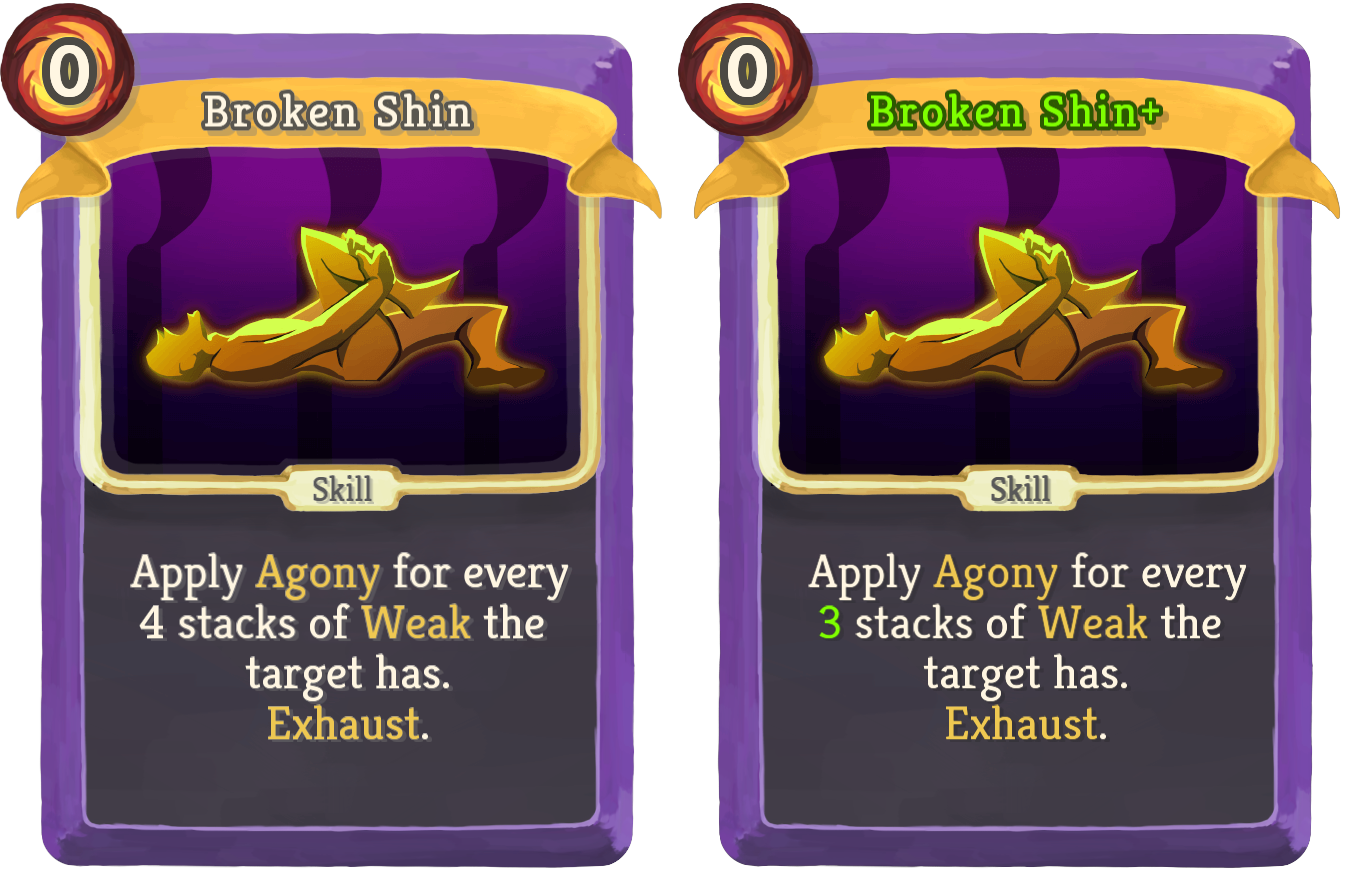 0
Broken Shin
Skill
Apply Agony for every
4 stacks of Weak the
target has.
Exhaust.
0
Broken Shin+
Skill
Apply Agony for every
3 stacks of Weak the
target has.
Exhaust.